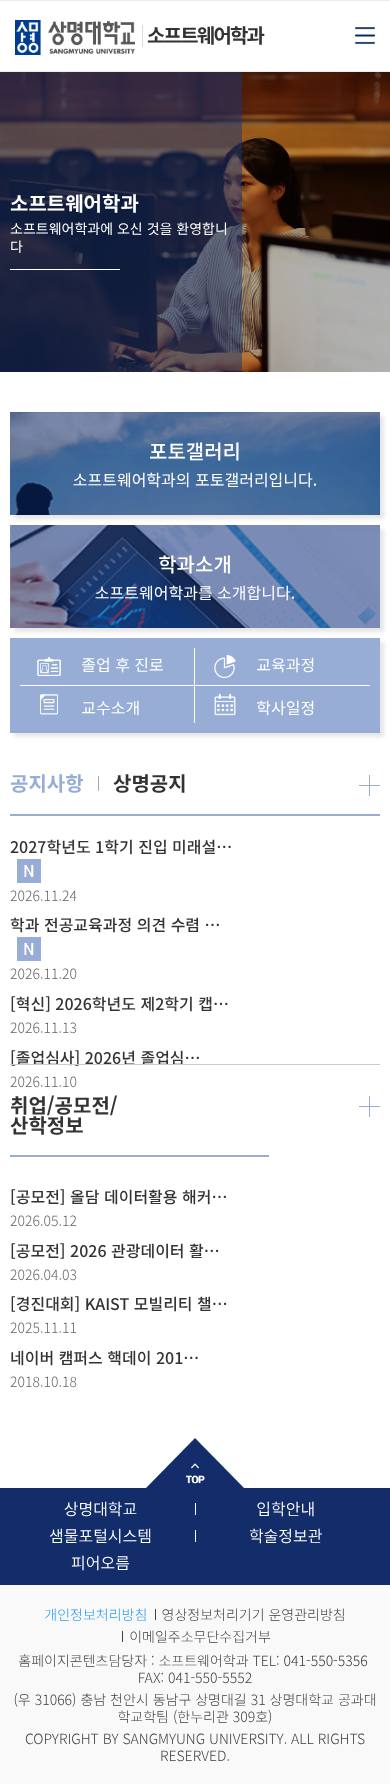 상명
상명대학교
SANGMYUNG UNIVERSITY
소프트웨어학과
소프트웨어학과
소프트웨어학과에 오신 것을 환영합니
다
포토갤러리
소프트웨어학과의 포토갤러리입니다.
학과소개
소프트웨어학과를 소개합니다.
졸업 후 진로
교육과정
교수소개
학사일정
공지사항
상명공지
2027학년도 1학기 진입 미래설…
N
2026.11.24
학과 전공교육과정 의견 수렴 …
N
2026.11.20
[혁신] 2026학년도 제2학기 캡…
2026.11.13
[졸업심사] 2026년 졸업심…
2026.11.10
취업/공모전/
산학정보
[공모전] 올담 데이터활용 해커…
2026.05.12
[공모전] 2026 관광데이터 활…
2026.04.03
[경진대회] KAIST 모빌리티 챌…
2025.11.11
네이버 캠퍼스 핵데이 201…
2018.10.18
TOP
상명대학교
입학안내
샘물포털시스템
학술정보관
피어오름
개인정보처리방침 | 영상정보처리기기 운영관리방침
| 이메일주소무단수집거부
홈페이지콘텐츠담당자 : 소프트웨어학과 TEL: 041-550-5356
FAX: 041-550-5552
(우 31066) 충남 천안시 동남구 상명대길 31 상명대학교 공과대
학교학팀 (한누리관 309호)
COPYRIGHT BY SANGMYUNG UNIVERSITY. ALL RIGHTS
RESERVED.